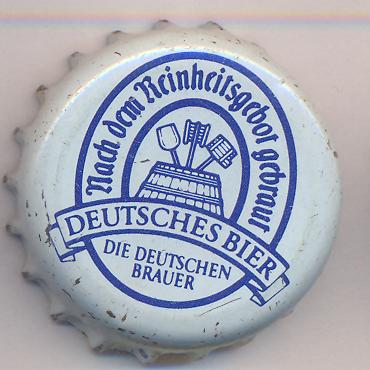 Nach dem Reinheitsgebot gebraut
DEUTSCHES BIER
DIE DEUTSCHEN
BRAUER